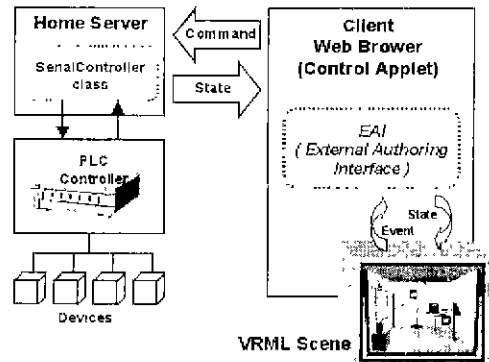 Home Server
SerialController
class
PLC
Controller
Devices
Command
State
Client
Web Brower
(Control Applet)
EAI
( External Authoring
Interface )
State
Event
VRML Scene